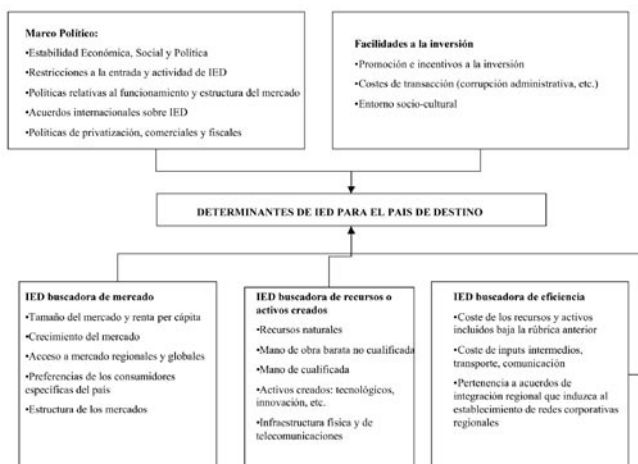 Marco Político:
•Estabilidad Económica, Social y Política
•Restricciones a la entrada y actividad de IED
•Políticas relativas al funcionamiento y estructura del mercado
•Acuerdos internacionales sobre IED
•Políticas de privatización, comerciales y fiscales
Facilidades a la inversión
•Promoción e incentivos a la inversión
•Costes de transacción (corrupción administrativa, etc.)
•Entorno socio-cultural
DETERMINANTES DE IED PARA EL PAIS DE DESTINO
IED buscadora de mercado
•Tamaño del mercado y renta per cápita
•Crecimiento del mercado
•Acceso a mercado regionales y globales
•Preferencias de los consumidores
específicas del país
•Estructura de los mercados
IED buscadora de recursos o
activos creados
•Recursos naturales
•Mano de obra barata no cualificada
•Mano de cualificada
•Activos creados: tecnológicos,
innovación, etc.
•Infraestructura física y de
telecomunicaciones
IED buscadora de eficiencia
•Coste de los recursos y activos
incluidos baja la rúbrica anterior
•Coste de inputs intermedios,
transporte, comunicación
•Pertenencia a acuerdos de
integración regional que induzca al
establecimiento de redes corporativas
regionales